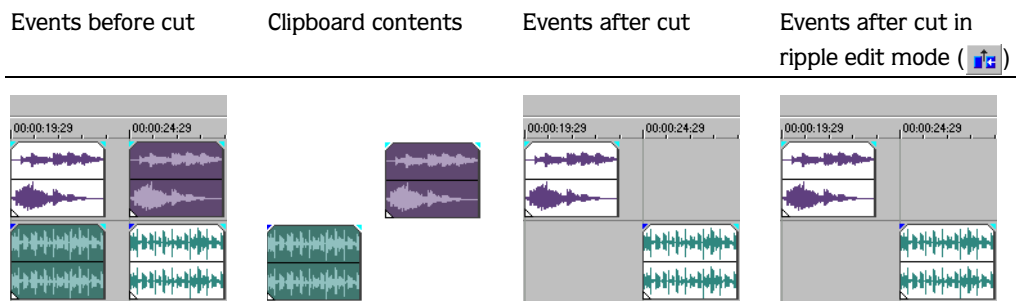 Events before cut
Clipboard contents
Events after cut
Events after cut in
ripple edit mode ( )
00:00:19:29 00:00:24:29
00:00:19:29 00:00:24:29
00:00:19:29 00:00:24:29